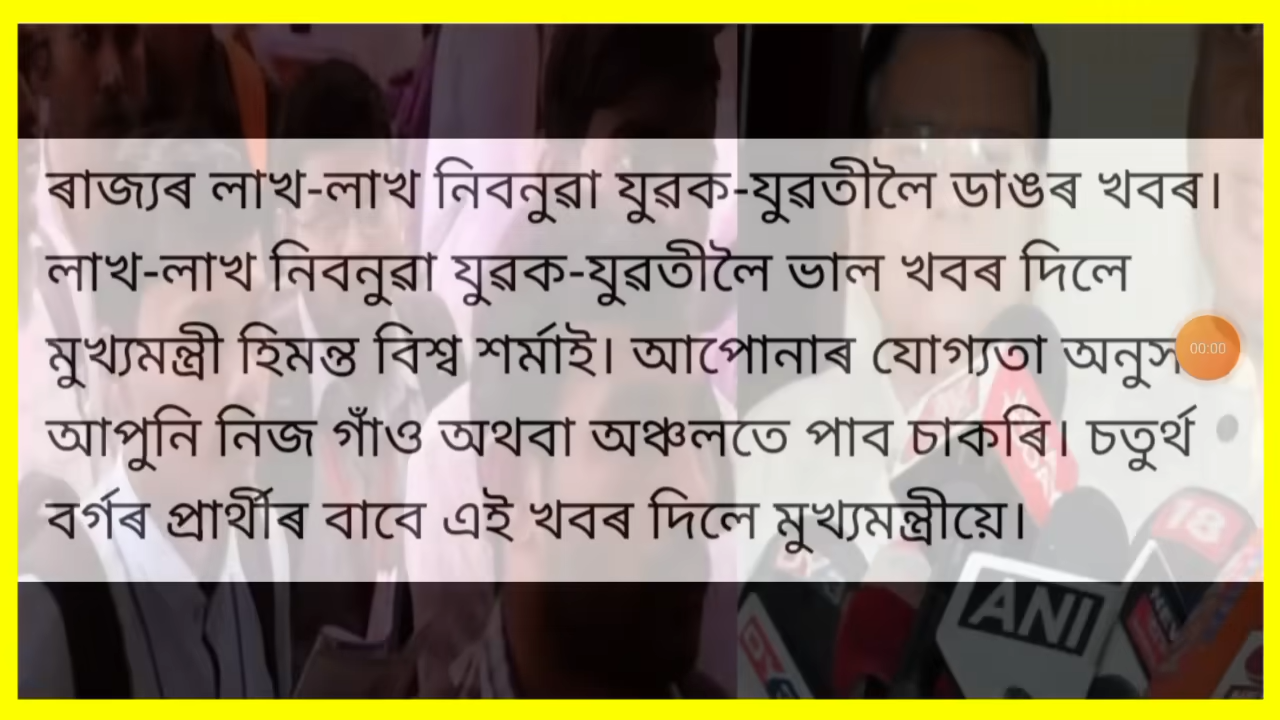 ৰাজ্যৰ লাখ-লাখ নিবনুৱা যুৱক-যুৱতীলৈ ডাঙৰ খবৰ।
লাখ-লাখ নিবনুৱা যুৱক-যুৱতীলৈ ভাল খবৰ দিলে
মুখ্যমন্ত্ৰী হিমন্ত বিশ্ব শৰ্মাই। আপোনাৰ যোগ্যতা
00:00
আপুনি নিজ গাঁও অথবা অঞ্চলতে পাব চাকৰি। চতুৰ্থ
বৰ্গৰ প্ৰাৰ্থীৰ বাবে এই খবৰ দিলে মুখ্যমন্ত্ৰীয়ে।
18
ANI